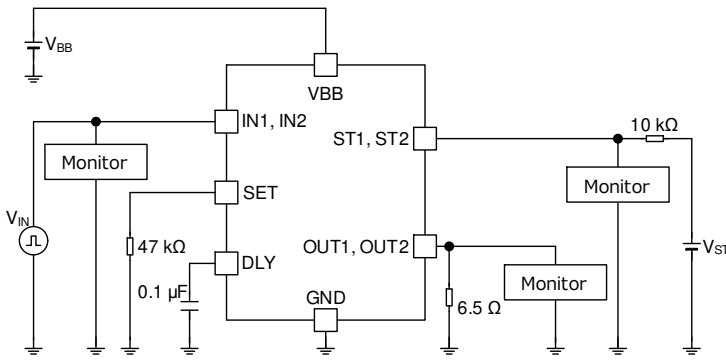 VBB
VBB
IN1, IN2
ST1, ST2
10 kΩ
Monitor
Monitor
SET
VIN
47 kΩ
OUT1, OUT2
VST
DLY
Monitor
0.1 µF
GND
6.5 Ω